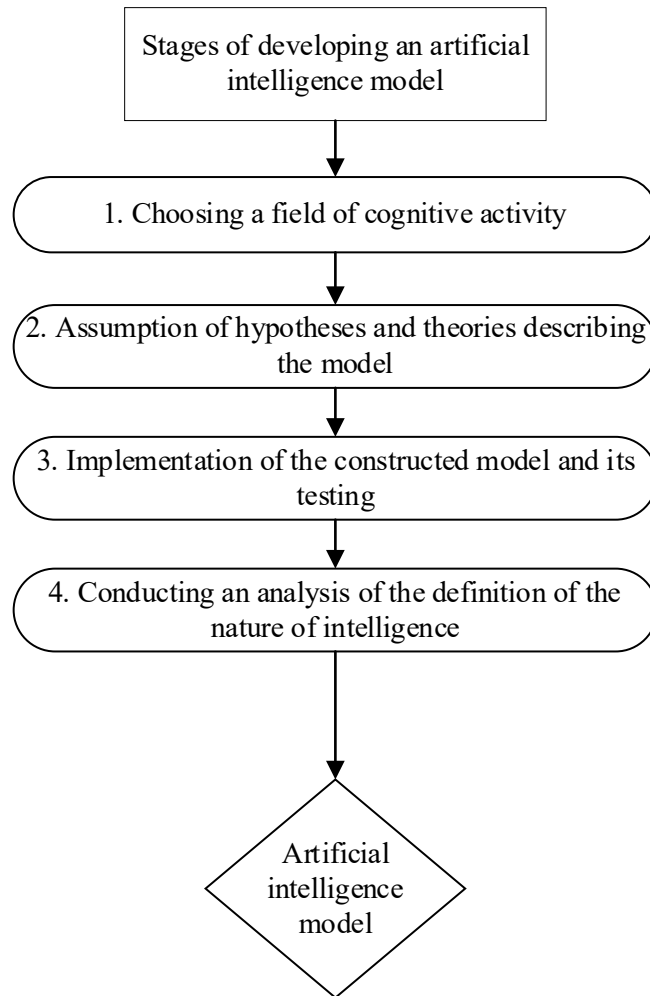 Stages of developing an artificial
intelligence model
1. Choosing a field of cognitive activity
2. Assumption of hypotheses and theories describing
the model
3. Implementation of the constructed model and its
testing
4. Conducting an analysis of the definition of the
nature of intelligence
Artificial
intelligence
model